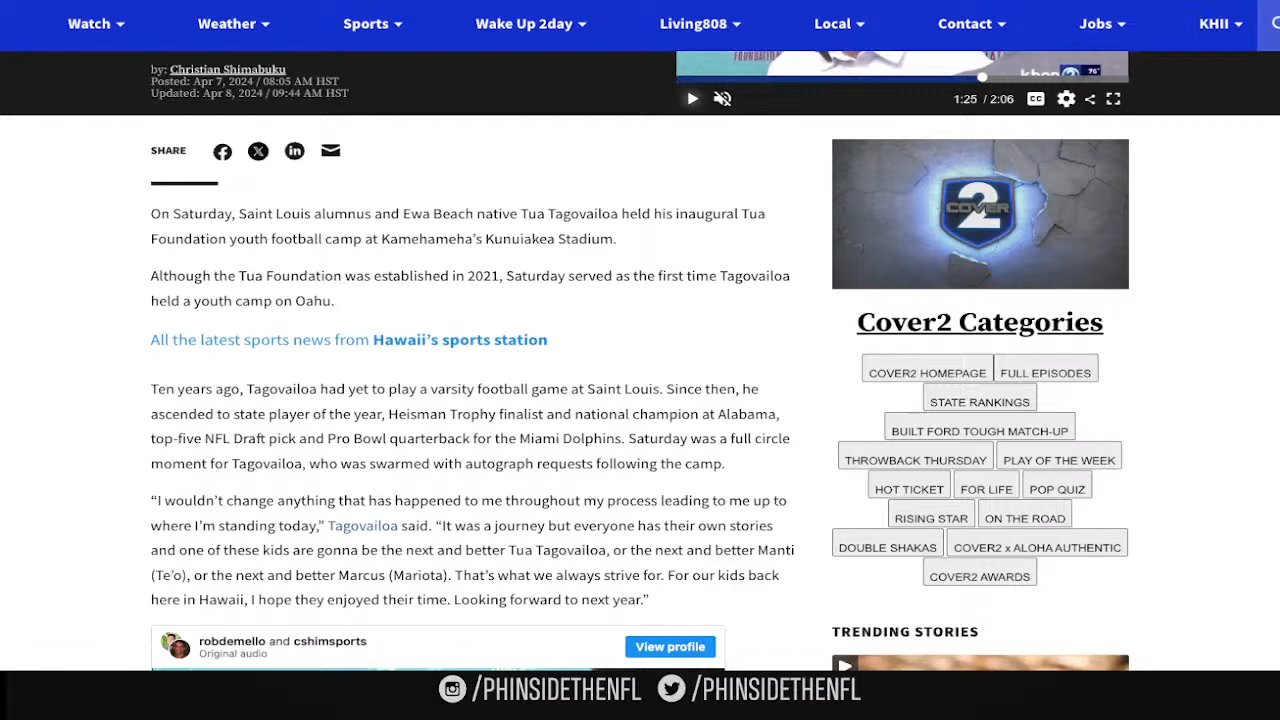 Watch Weather Sports Wake Up 2day Living808 Local Contact Jobs KHII
by: Christian Shimabuku
Posted: Apr 7, 2024 / 08:05 AM HST
Updated: Apr 8, 2024 / 09:44 AM HST
khon 2 76°
1:25 / 2:06 CC
SHARE
On Saturday, Saint Louis alumnus and Ewa Beach native Tua Tagovailoa held his inaugural Tua
Foundation youth football camp at Kamehameha’s Kunuiakea Stadium.
Although the Tua Foundation was established in 2021, Saturday served as the first time Tagovailoa
held a youth camp on Oahu.
All the latest sports news from Hawaii’s sports station
Ten years ago, Tagovailoa had yet to play a varsity football game at Saint Louis. Since then, he
ascended to state player of the year, Heisman Trophy finalist and national champion at Alabama,
top-five NFL Draft pick and Pro Bowl quarterback for the Miami Dolphins. Saturday was a full circle
moment for Tagovailoa, who was swarmed with autograph requests following the camp.
“I wouldn’t change anything that has happened to me throughout my process leading to me up to
where I’m standing today,” Tagovailoa said. “It was a journey but everyone has their own stories
and one of these kids are gonna be the next and better Tua Tagovailoa, or the next and better Manti
(Te’o), or the next and better Marcus (Mariota). That’s what we always strive for. For our kids back
here in Hawaii, I hope they enjoyed their time. Looking forward to next year.”
robdemello and cshimsports
Original audio
View profile
COVER 2
Cover2 Categories
COVER2 HOMEPAGE FULL EPISODES
STATE RANKINGS
BUILT FORD TOUGH MATCH-UP
THROWBACK THURSDAY PLAY OF THE WEEK
HOT TICKET FOR LIFE POP QUIZ
RISING STAR ON THE ROAD
DOUBLE SHAKAS COVER2 x ALOHA AUTHENTIC
COVER2 AWARDS
TRENDING STORIES
/PHINSIDETHENFL /PHINSIDETHENFL